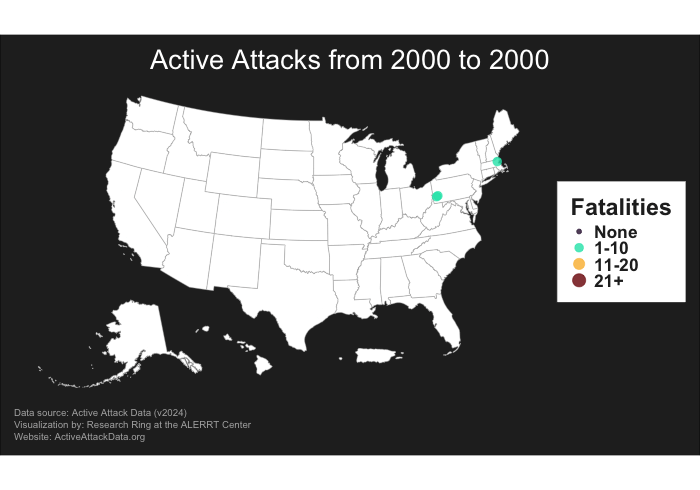 Active Attacks from 2000 to 2000
Fatalities
None
1-10
11-20
21+
Data source: Active Attack Data (v2024)
Visualization by: Research Ring at the ALERRT Center
Website: ActiveAttackData.org